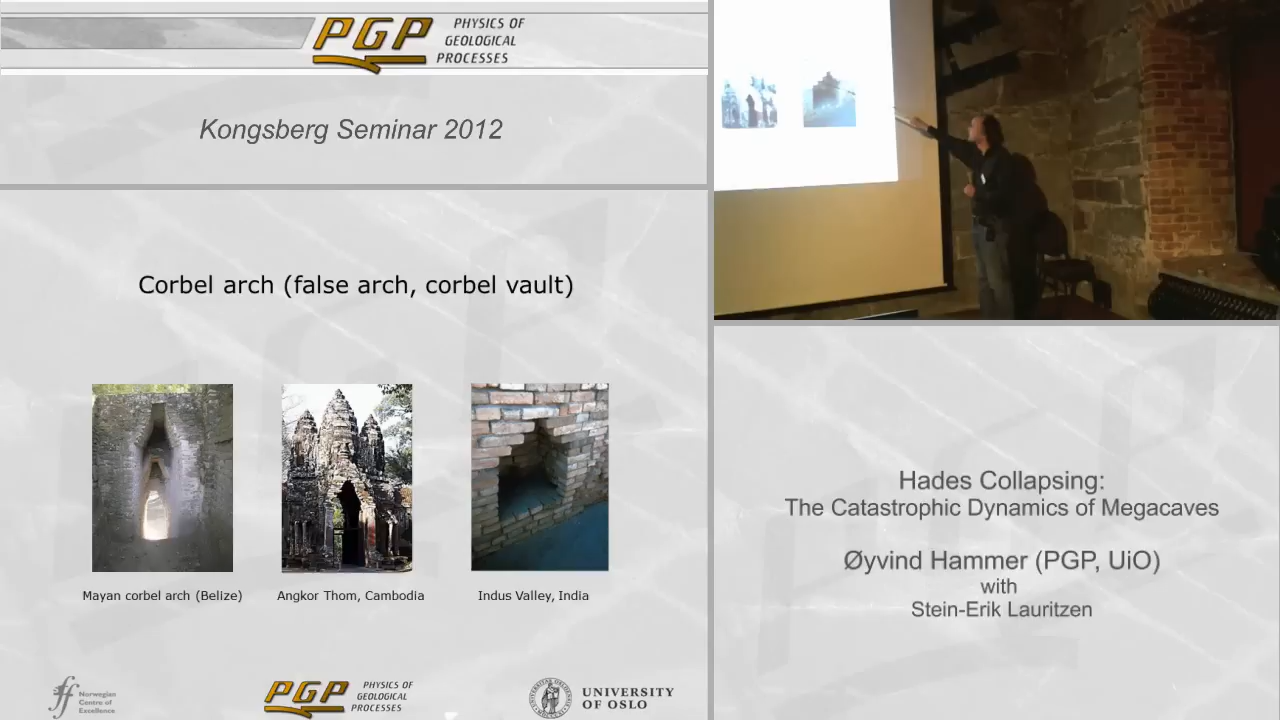 PGP
PHYSICS OF
GEOLOGICAL
PROCESSES
Kongsberg Seminar 2012
Corbel arch (false arch, corbel vault)
Mayan corbel arch (Belize)
Angkor Thom, Cambodia
Indus Valley, India
Hades Collapsing:
The Catastrophic Dynamics of Megacaves
Øyvind Hammer (PGP, UiO)
with
Stein-Erik Lauritzen
Norwegian
Centre of
Excellence
PGP
PHYSICS OF
GEOLOGICAL
PROCESSES
UNIVERSITY
OF OSLO